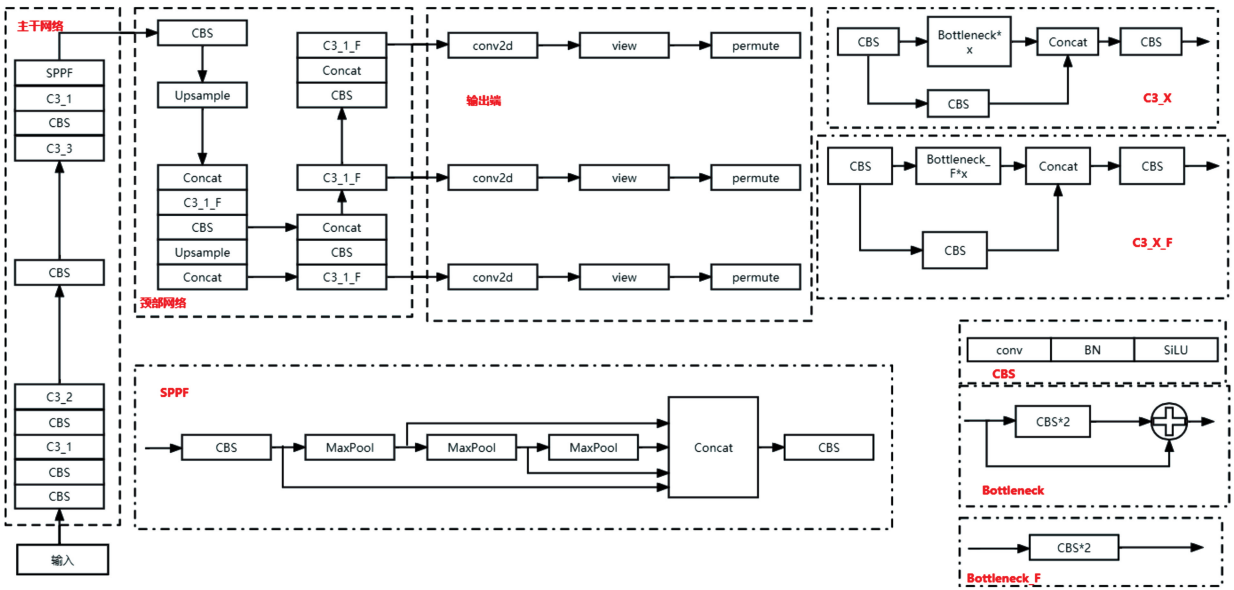 主干网络
SPPF
C3_1
CBS
C3_3
CBS
C3_2
CBS
C3_1
CBS
CBS
输入
CBS
Upsample
Concat
C3_1_F
CBS
Upsample
Concat
颈部网络
C3_1_F
Concat
CBS
C3_1_F
Concat
CBS
C3_1_F
conv2d
view
permute
输出端
conv2d
view
permute
conv2d
view
permute
CBS
Bottleneck*
x
Concat
CBS
CBS
C3_X
CBS
Bottleneck_
F*x
Concat
CBS
CBS
C3_X_F
SPPF
CBS
MaxPool
MaxPool
MaxPool
Concat
CBS
conv
BN
SiLU
CBS
CBS*2
Bottleneck
CBS*2
Bottleneck_F